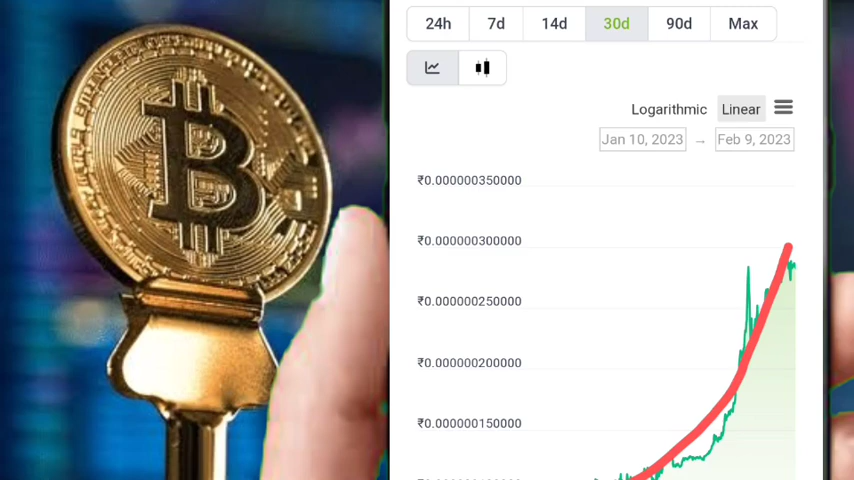 24h 7d 14d 30d 90d Max
Logarithmic Linear
Jan 10, 2023 → Feb 9, 2023
₹0.000000350000
₹0.000000300000
₹0.000000250000
₹0.000000200000
₹0.000000150000